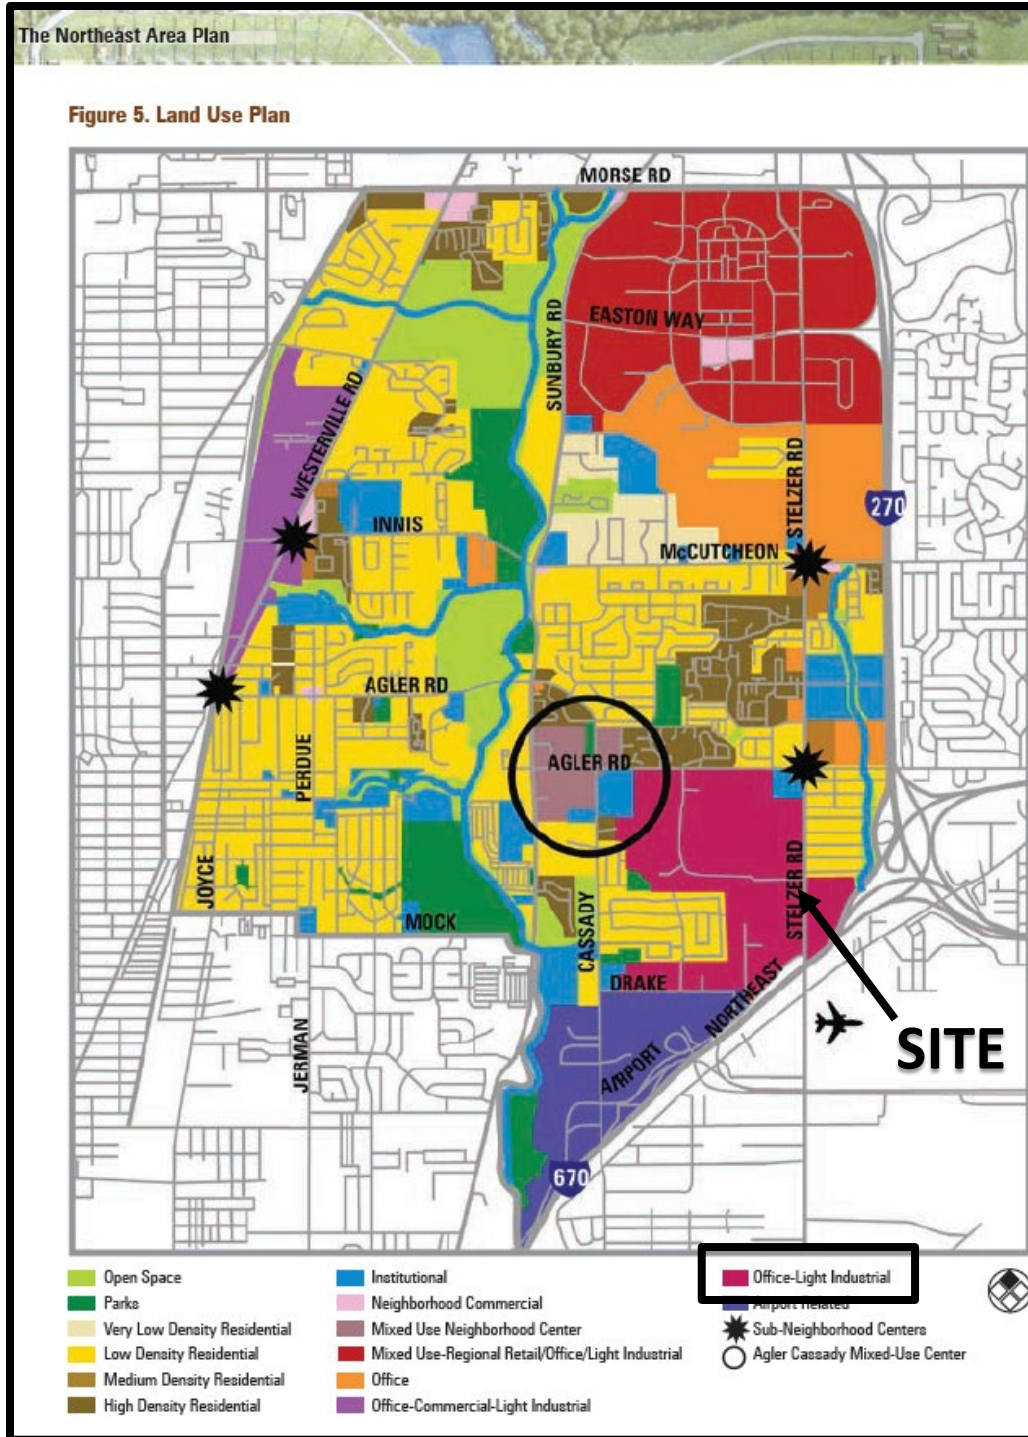 The Northeast Area Plan
Figure 5. Land Use Plan
MORSE RD
EASTON WAY
SUNBURY RD
WESTERVILLE RD
STELZER RD
270
INNIS
McCUTCHEON
AGLER RD
AGLER RD
PERDUE
JOYCE
STELZER RD
MOCK
CASSADY
DRAKE
NORTHEAST
AIRPORT
SITE
JERMAN
670
Open Space
Parks
Very Low Density Residential
Low Density Residential
Medium Density Residential
High Density Residential
Institutional
Neighborhood Commercial
Mixed Use Neighborhood Center
Mixed Use-Regional Retail/Office/Light Industrial
Office
Office-Commercial-Light Industrial
Office-Light Industrial
Airport Related
Sub-Neighborhood Centers
Agler Cassady Mixed-Use Center